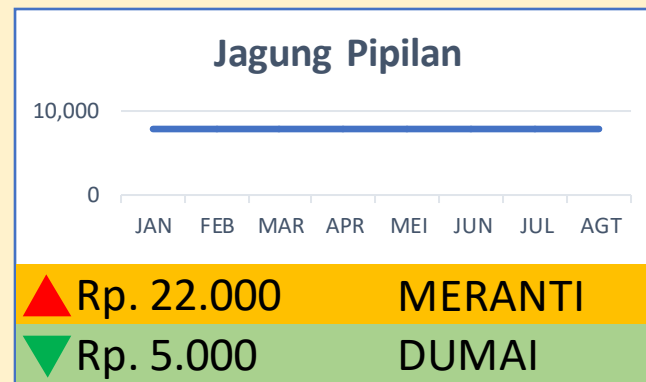 Jagung Pipilan
10,000
0
JAN FEB MAR APR MEI JUN JUL AGT
Rp. 22.000 MERANTI
Rp. 5.000 DUMAI